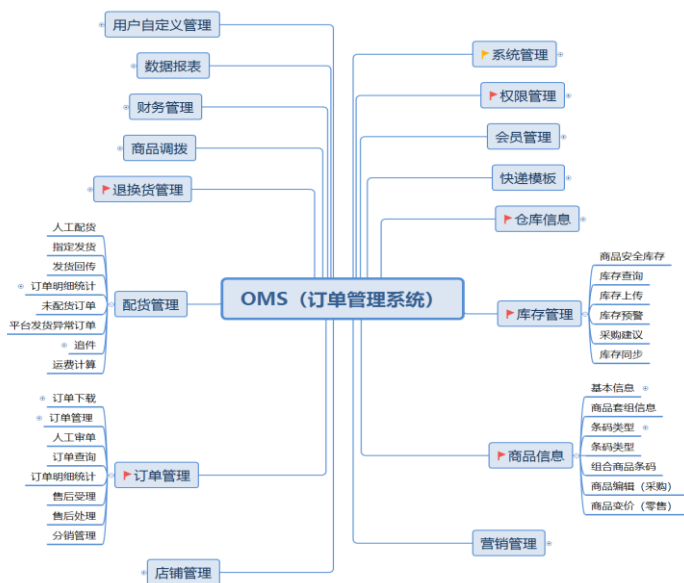 用户自定义管理
数据报表
财务管理
商品调拨
退换货管理
人工配货
指定发货
发货回传
订单明细统计
未配货订单
平台发货异常订单
追件
运费计算
配货管理
订单下载
订单管理
人工审单
订单查询
订单明细统计
售后受理
售后处理
分销管理
订单管理
店铺管理
OMS（订单管理系统）
系统管理
权限管理
会员管理
快递模板
仓库信息
库存管理
商品安全库存
库存查询
库存上传
库存预警
采购建议
库存同步
商品信息
基本信息
商品套组信息
条码类型
条码类型
组合商品条码
商品编辑（采购）
商品变价（零售）
营销管理